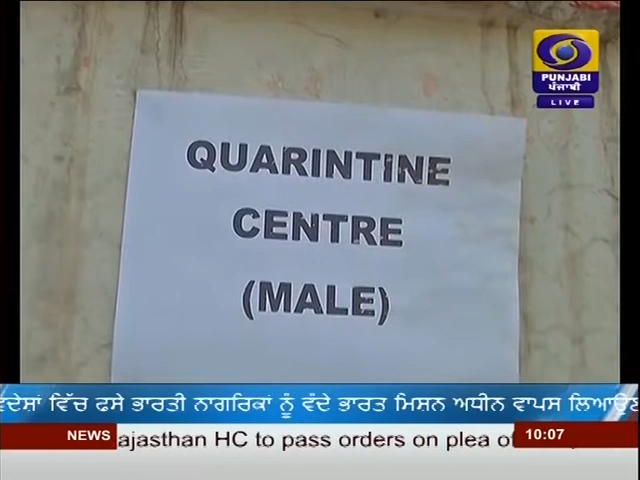 PUNJABI
ਪੰਜਾਬੀ
LIVE
QUARINTINE
CENTRE
(MALE)
ਵਿੱਚ ਫਸੇ ਭਾਰਤੀ ਨਾਗਰਿਕਾਂ ਨੂੰ ਵੰਦੇ ਭਾਰਤ ਮਿਸ਼ਨ ਅਧੀਨ ਵਾਪਸ
NEWS
Rajasthan HC to pass orders on plea
10:07